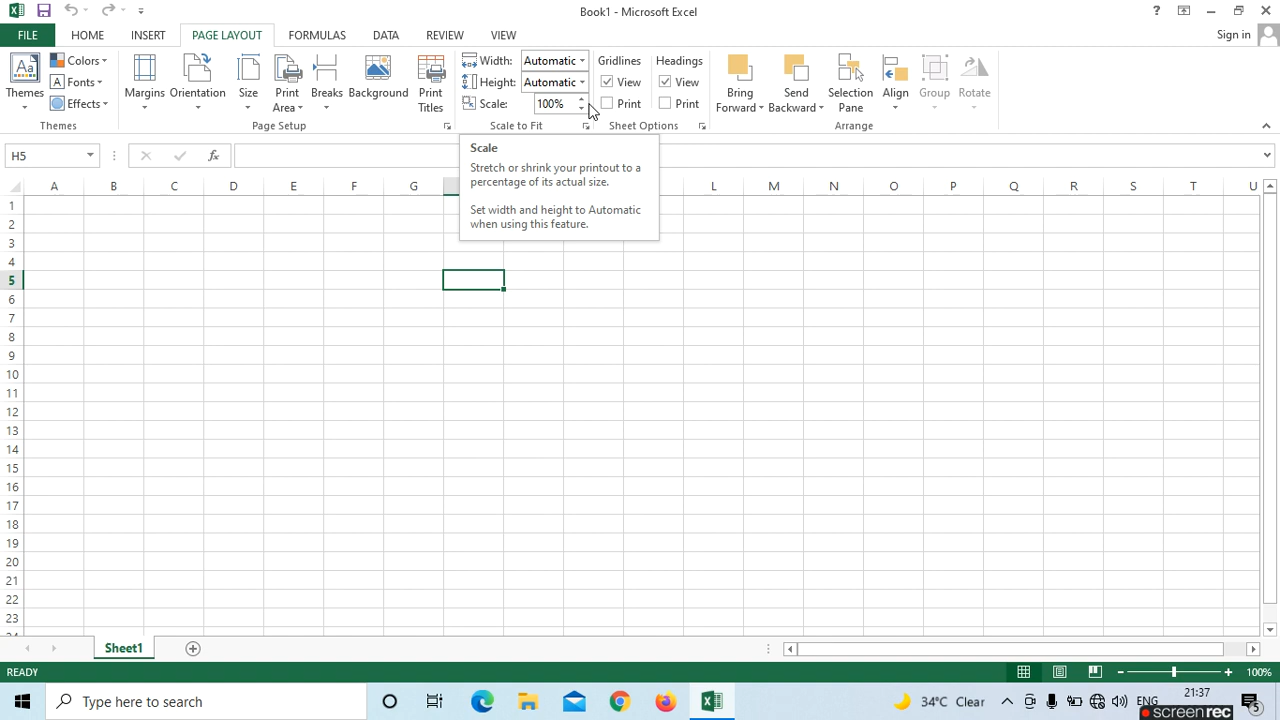 Book1 - Microsoft Excel
?
FILE HOME INSERT PAGE LAYOUT FORMULAS DATA REVIEW VIEW Sign in
Themes
Aa Colors
A Fonts
Effects
Themes
Margins
Orientation
Size
Print
Area
Breaks
Background
Print
Titles
Page Setup
Width: Automatic
Height: Automatic
Scale: 100%
Scale to Fit
Gridlines
View
Print
Headings
View
Print
Sheet Options
Bring
Forward
Send
Backward
Selection
Pane
Align
Group
Rotate
Arrange
H5
fx
Scale
Stretch or shrink your printout to a
percentage of its actual size.
Set width and height to Automatic
when using this feature.
A B C D E F G L M N O P Q R S T U
1
2
3
4
5
6
7
8
9
10
11
12
13
14
15
16
17
18
19
20
21
22
23
24
Sheet1
READY
100%
Type here to search
34°C Clear
ENG
21:37
screenrec
5